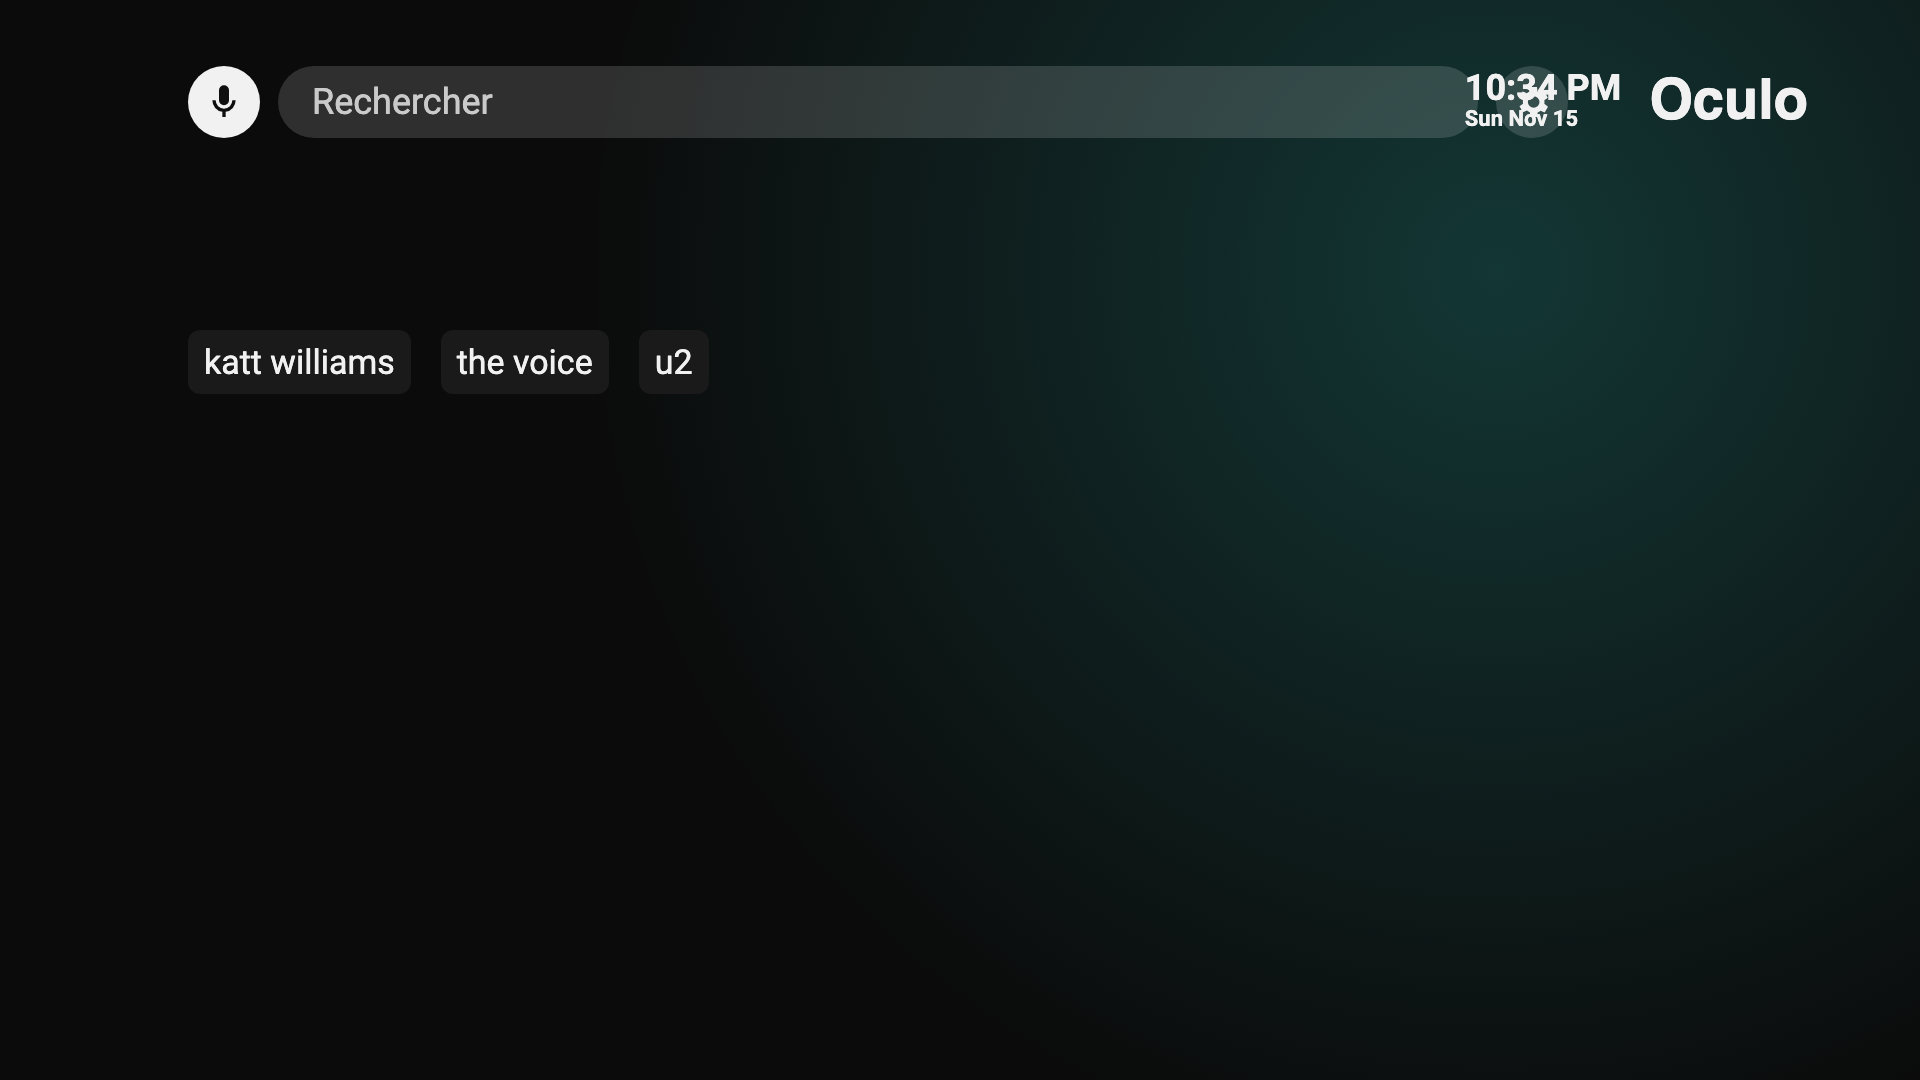 Rechercher
10:34 PM
Sun Nov 15
Oculo
katt williams
the voice
u2